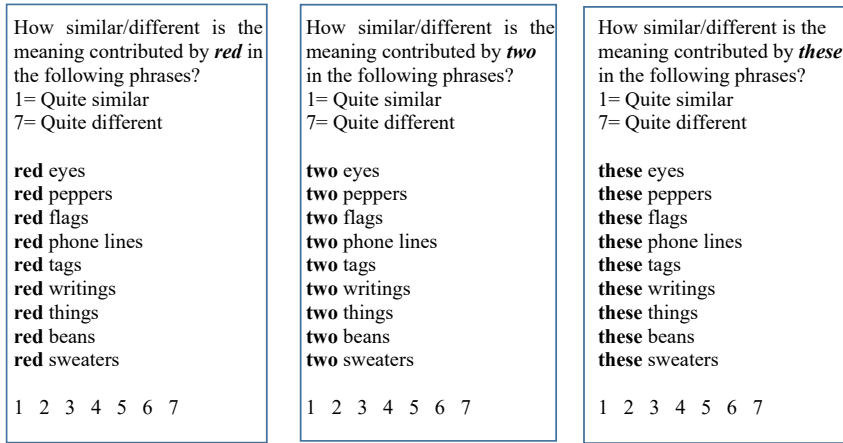 How similar/different is the
meaning contributed by red in
the following phrases?
1= Quite similar
7= Quite different
red eyes
red peppers
red flags
red phone lines
red tags
red writings
red things
red beans
red sweaters
1 2 3 4 5 6 7
How similar/different is the
meaning contributed by two
in the following phrases?
1= Quite similar
7= Quite different
two eyes
two peppers
two flags
two phone lines
two tags
two writings
two things
two beans
two sweaters
1 2 3 4 5 6 7
How similar/different is the
meaning contributed by these
in the following phrases?
1= Quite similar
7= Quite different
these eyes
these peppers
these flags
these phone lines
these tags
these writings
these things
these beans
these sweaters
1 2 3 4 5 6 7